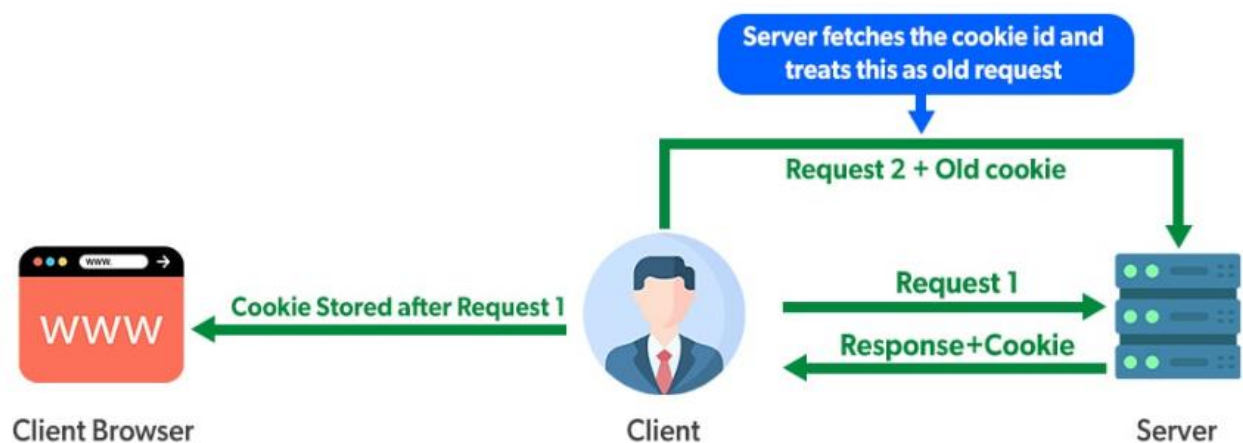 Server fetches the cookie id and
treats this as old request
Request 2 + Old cookie
www.
www
Cookie Stored after Request 1
Request 1
Response+Cookie
Client Browser
Client
Server